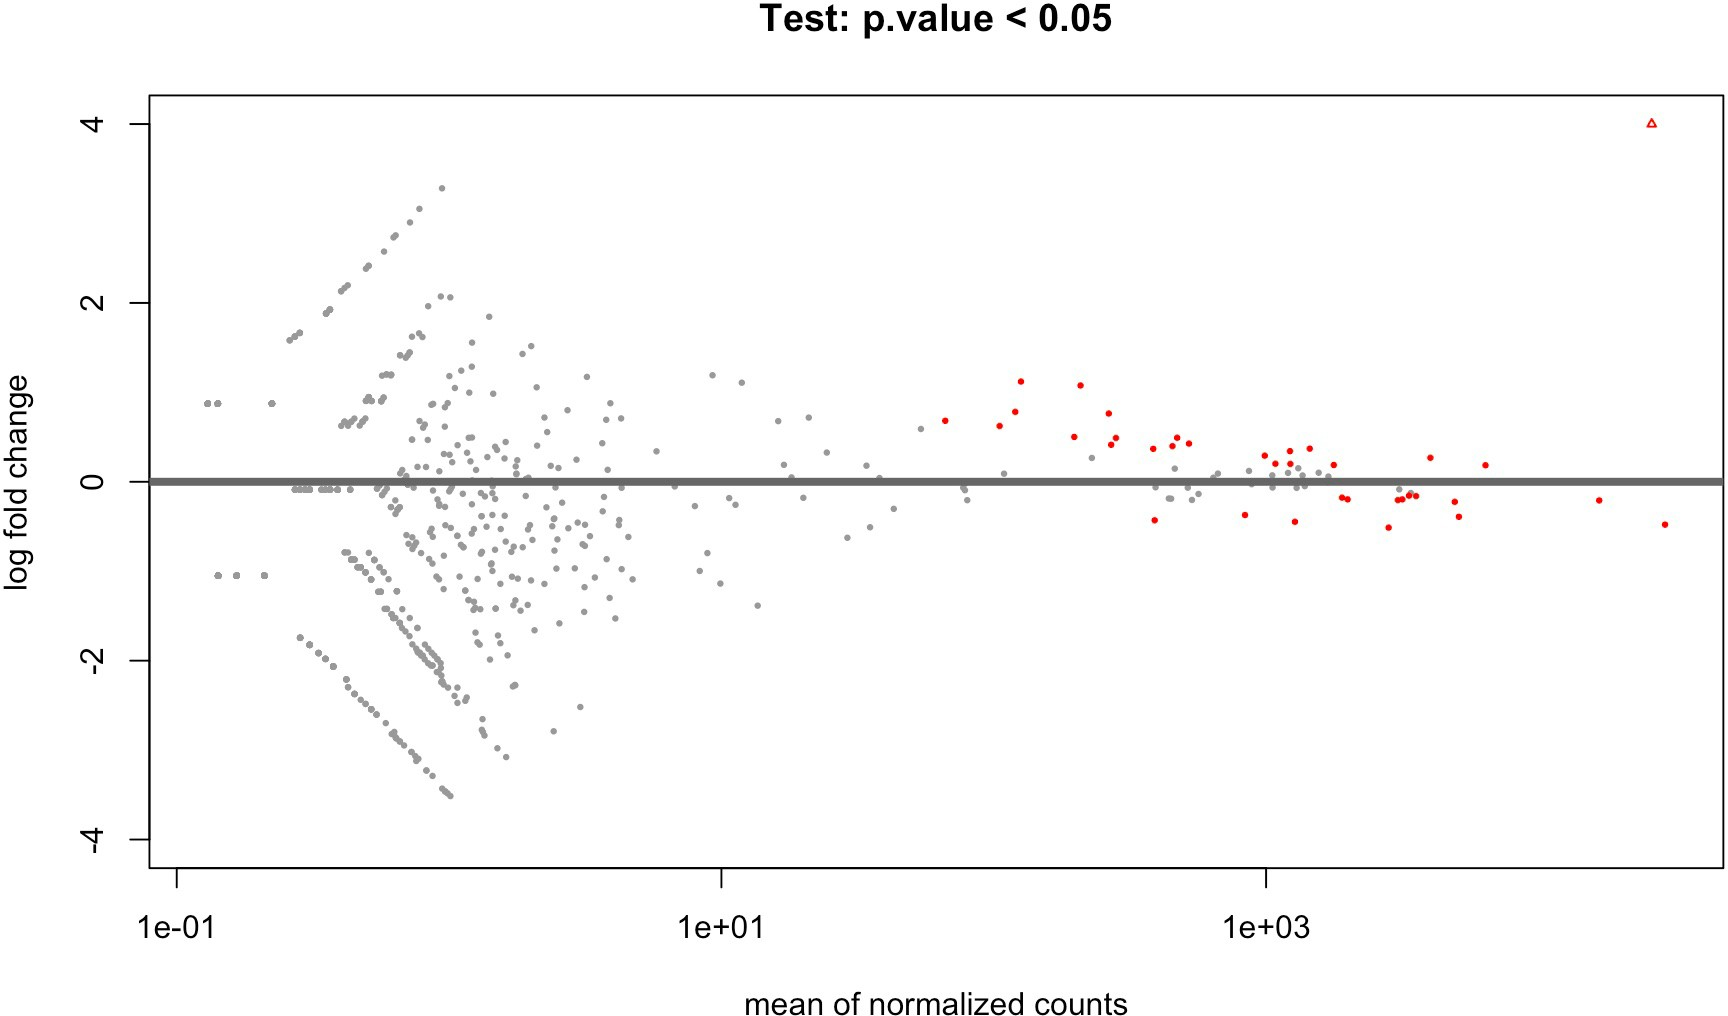 Test: p.value < 0.05
log fold change
4
2
0
-2
-4
1e-01
1e+01
1e+03
mean of normalized counts